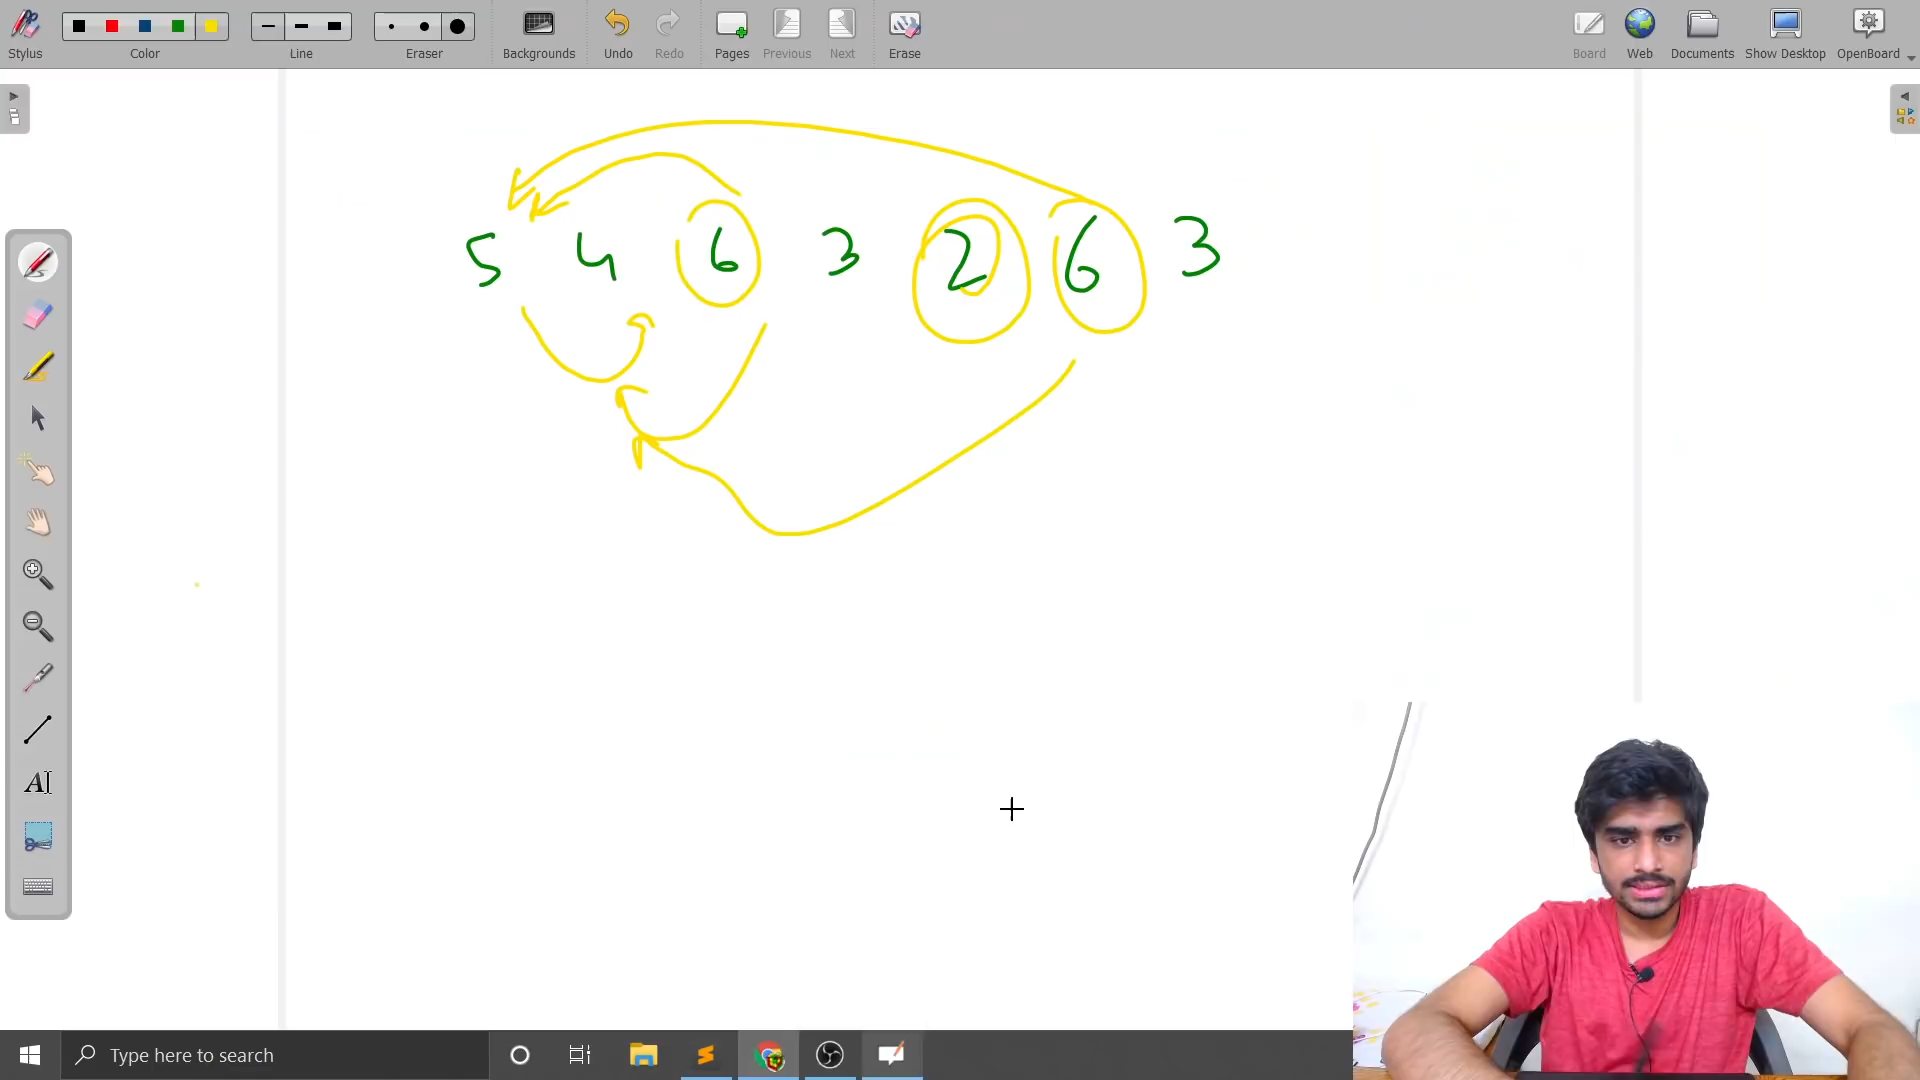 Stylus
Color
Line
Eraser
Backgrounds
Undo
Redo
Pages
Previous
Next
Erase
Board
Web
Documents
Show Desktop
OpenBoard
5 4 6 3 2 6 3
AI
Type here to search